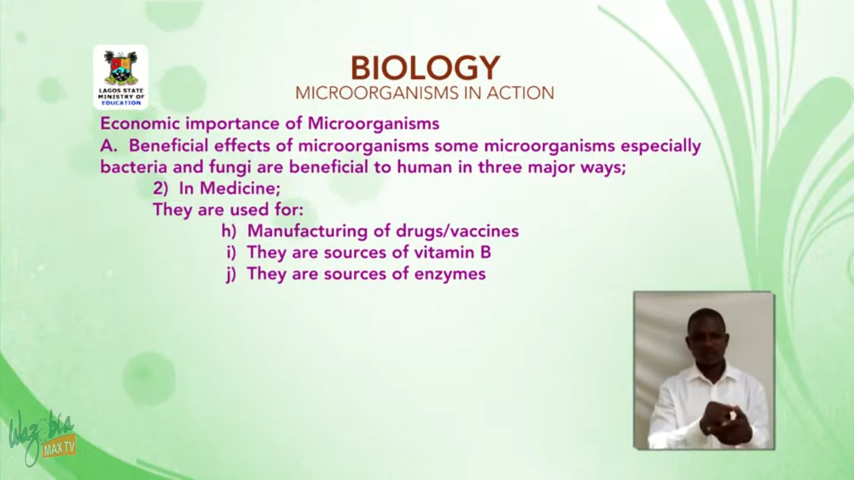 BIOLOGY
MICROORGANISMS IN ACTION
LAGOS STATE
MINISTRY OF
EDUCATION
Economic importance of Microorganisms
A. Beneficial effects of microorganisms some microorganisms especially
bacteria and fungi are beneficial to human in three major ways;
2) In Medicine;
They are used for:
h) Manufacturing of drugs/vaccines
i) They are sources of vitamin B
j) They are sources of enzymes
Wazobia
MAX TV